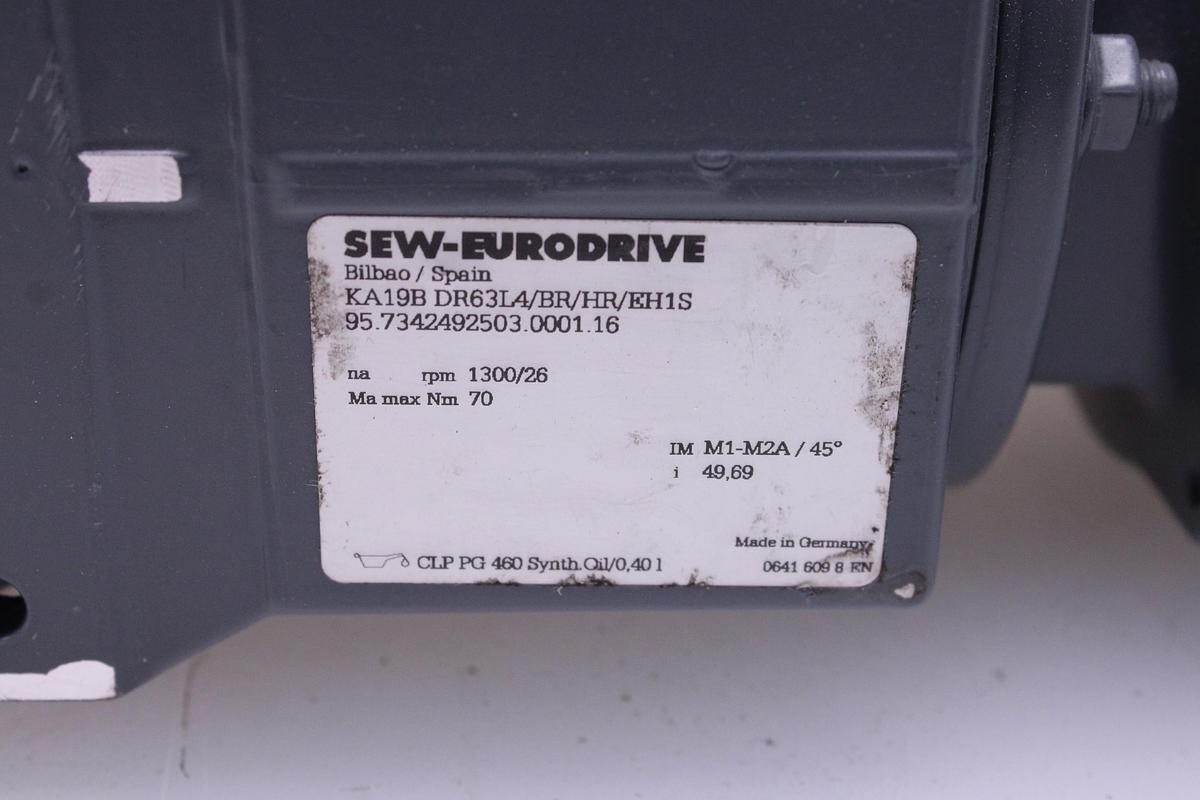 SEW-EURODRIVE
Bilbao / Spain
KA19B DR63L4/BR/HR/EH1S
95.7342492503.0001.16
na rpm 1300/26
Ma max Nm 70
IM M1-M2A / 45°
i 49,69
Made in Germany
CLP PG 460 Synth.Oil/0,40 l
0641 609 8 EN